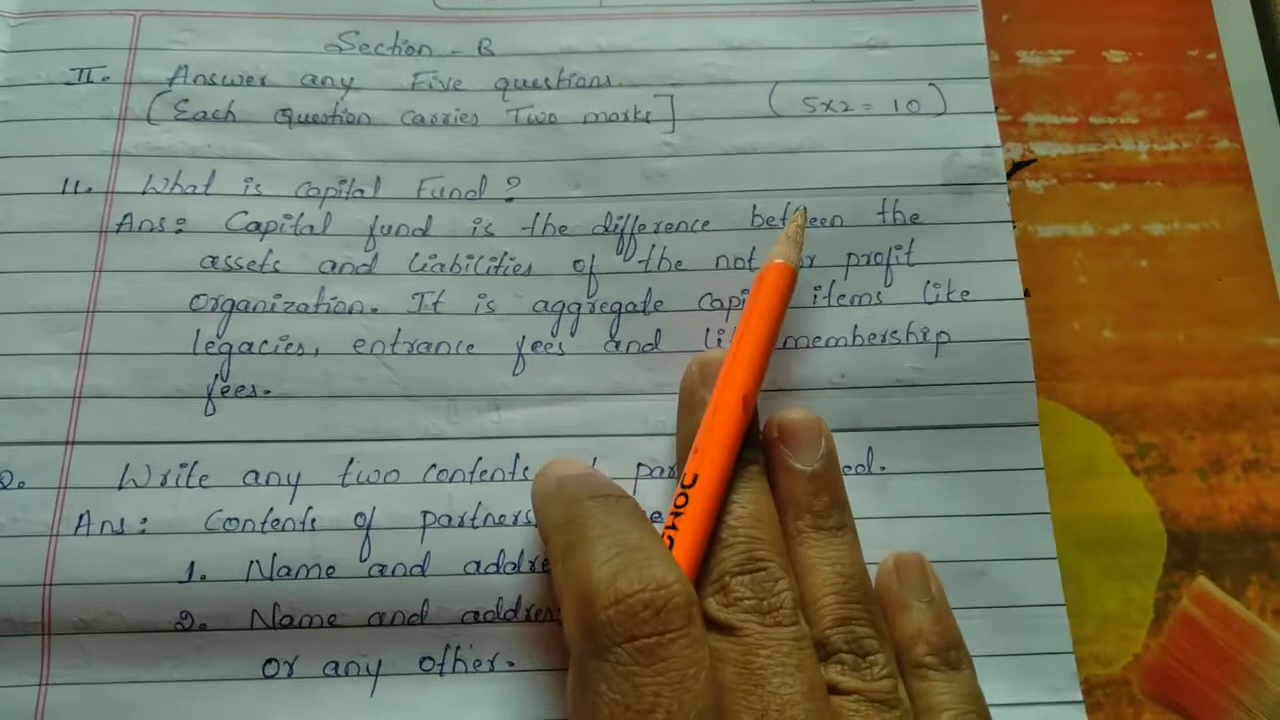 Section - B
II. Answer any Five questions.
[Each Question Carries Two marks] (5x2 = 10)
11. What is capital Fund?
Ans: Capital fund is the difference between the
assets and liabilities of the not profit
organization. It is aggregate items like
legacies, entrance fees and membership
fees.
Write any two contents
Ans: Contents of
1. Name and
2. Name and
or any other.